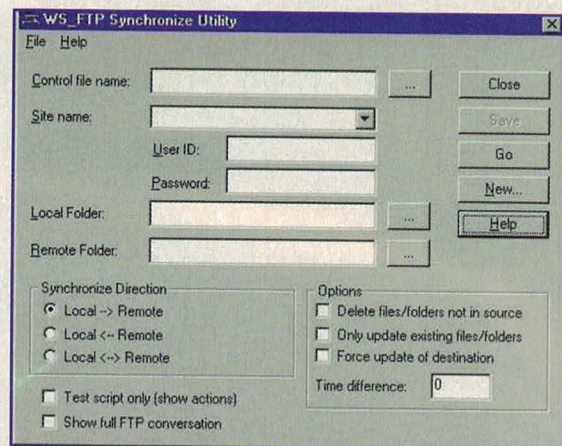 WS_FTP Synchronize Utility
File Help
Control file name: ... Close
Site name: Save
User ID: Go
Password: New...
Local Folder: ... Help
Remote Folder: ...
Synchronize Direction
Local --> Remote
Local <-- Remote
Local <--> Remote
Options
Delete files/folders not in source
Only update existing files/folders
Force update of destination
Time difference: 0
Test script only (show actions)
Show full FTP conversation